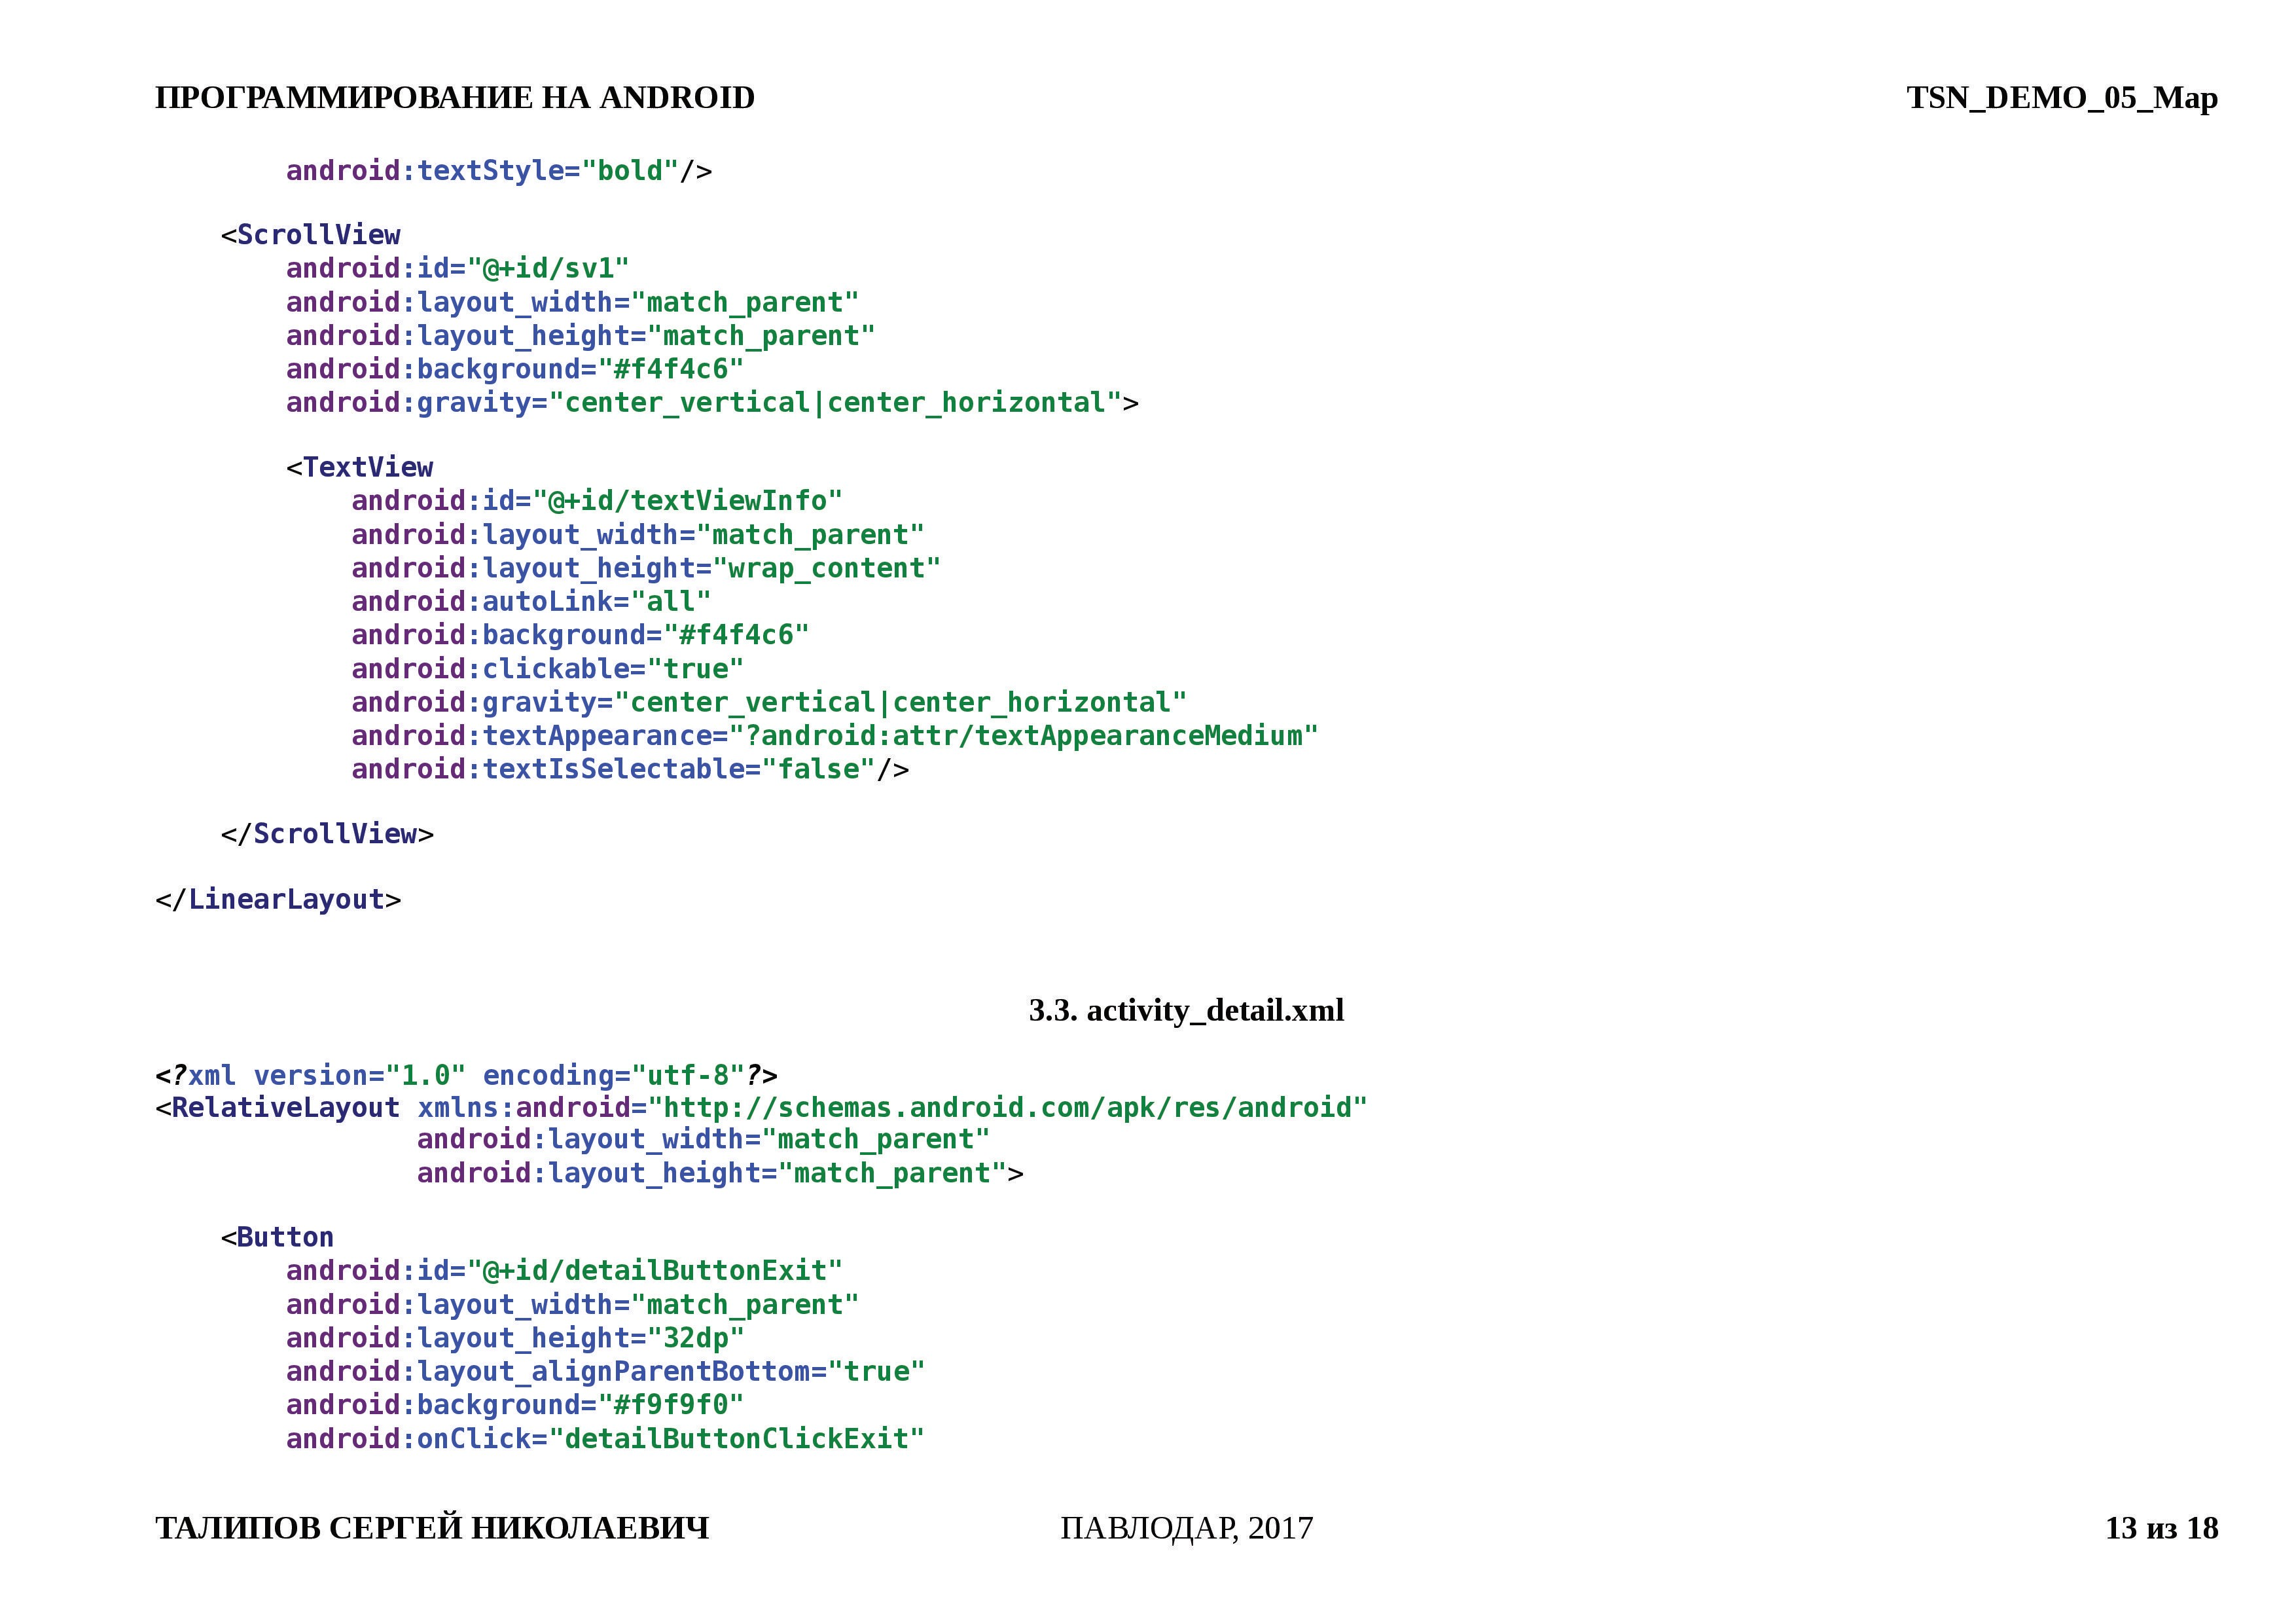 ПРОГРАММИРОВАНИЕ НА ANDROID TSN_DEMO_05_Map
android:textStyle="bold"/>
<ScrollView
android:id="@+id/sv1"
android:layout_width="match_parent"
android:layout_height="match_parent"
android:background="#f4f4c6"
android:gravity="center_vertical|center_horizontal">
<TextView
android:id="@+id/textViewInfo"
android:layout_width="match_parent"
android:layout_height="wrap_content"
android:autoLink="all"
android:background="#f4f4c6"
android:clickable="true"
android:gravity="center_vertical|center_horizontal"
android:textAppearance="?android:attr/textAppearanceMedium"
android:textIsSelectable="false"/>
</ScrollView>
</LinearLayout>
3.3. activity_detail.xml
<?xml version="1.0" encoding="utf-8"?>
<RelativeLayout xmlns:android="http://schemas.android.com/apk/res/android"
android:layout_width="match_parent"
android:layout_height="match_parent">
<Button
android:id="@+id/detailButtonExit"
android:layout_width="match_parent"
android:layout_height="32dp"
android:layout_alignParentBottom="true"
android:background="#f9f9f0"
android:onClick="detailButtonClickExit"
ТАЛИПОВ СЕРГЕЙ НИКОЛАЕВИЧ ПАВЛОДАР, 2017 13 из 18